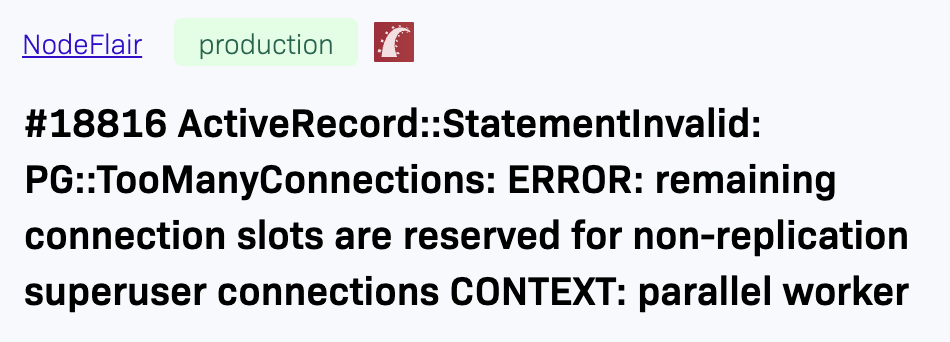 NodeFlair production
#18816 ActiveRecord::StatementInvalid:
PG::TooManyConnections: ERROR: remaining
connection slots are reserved for non-replication
superuser connections CONTEXT: parallel worker